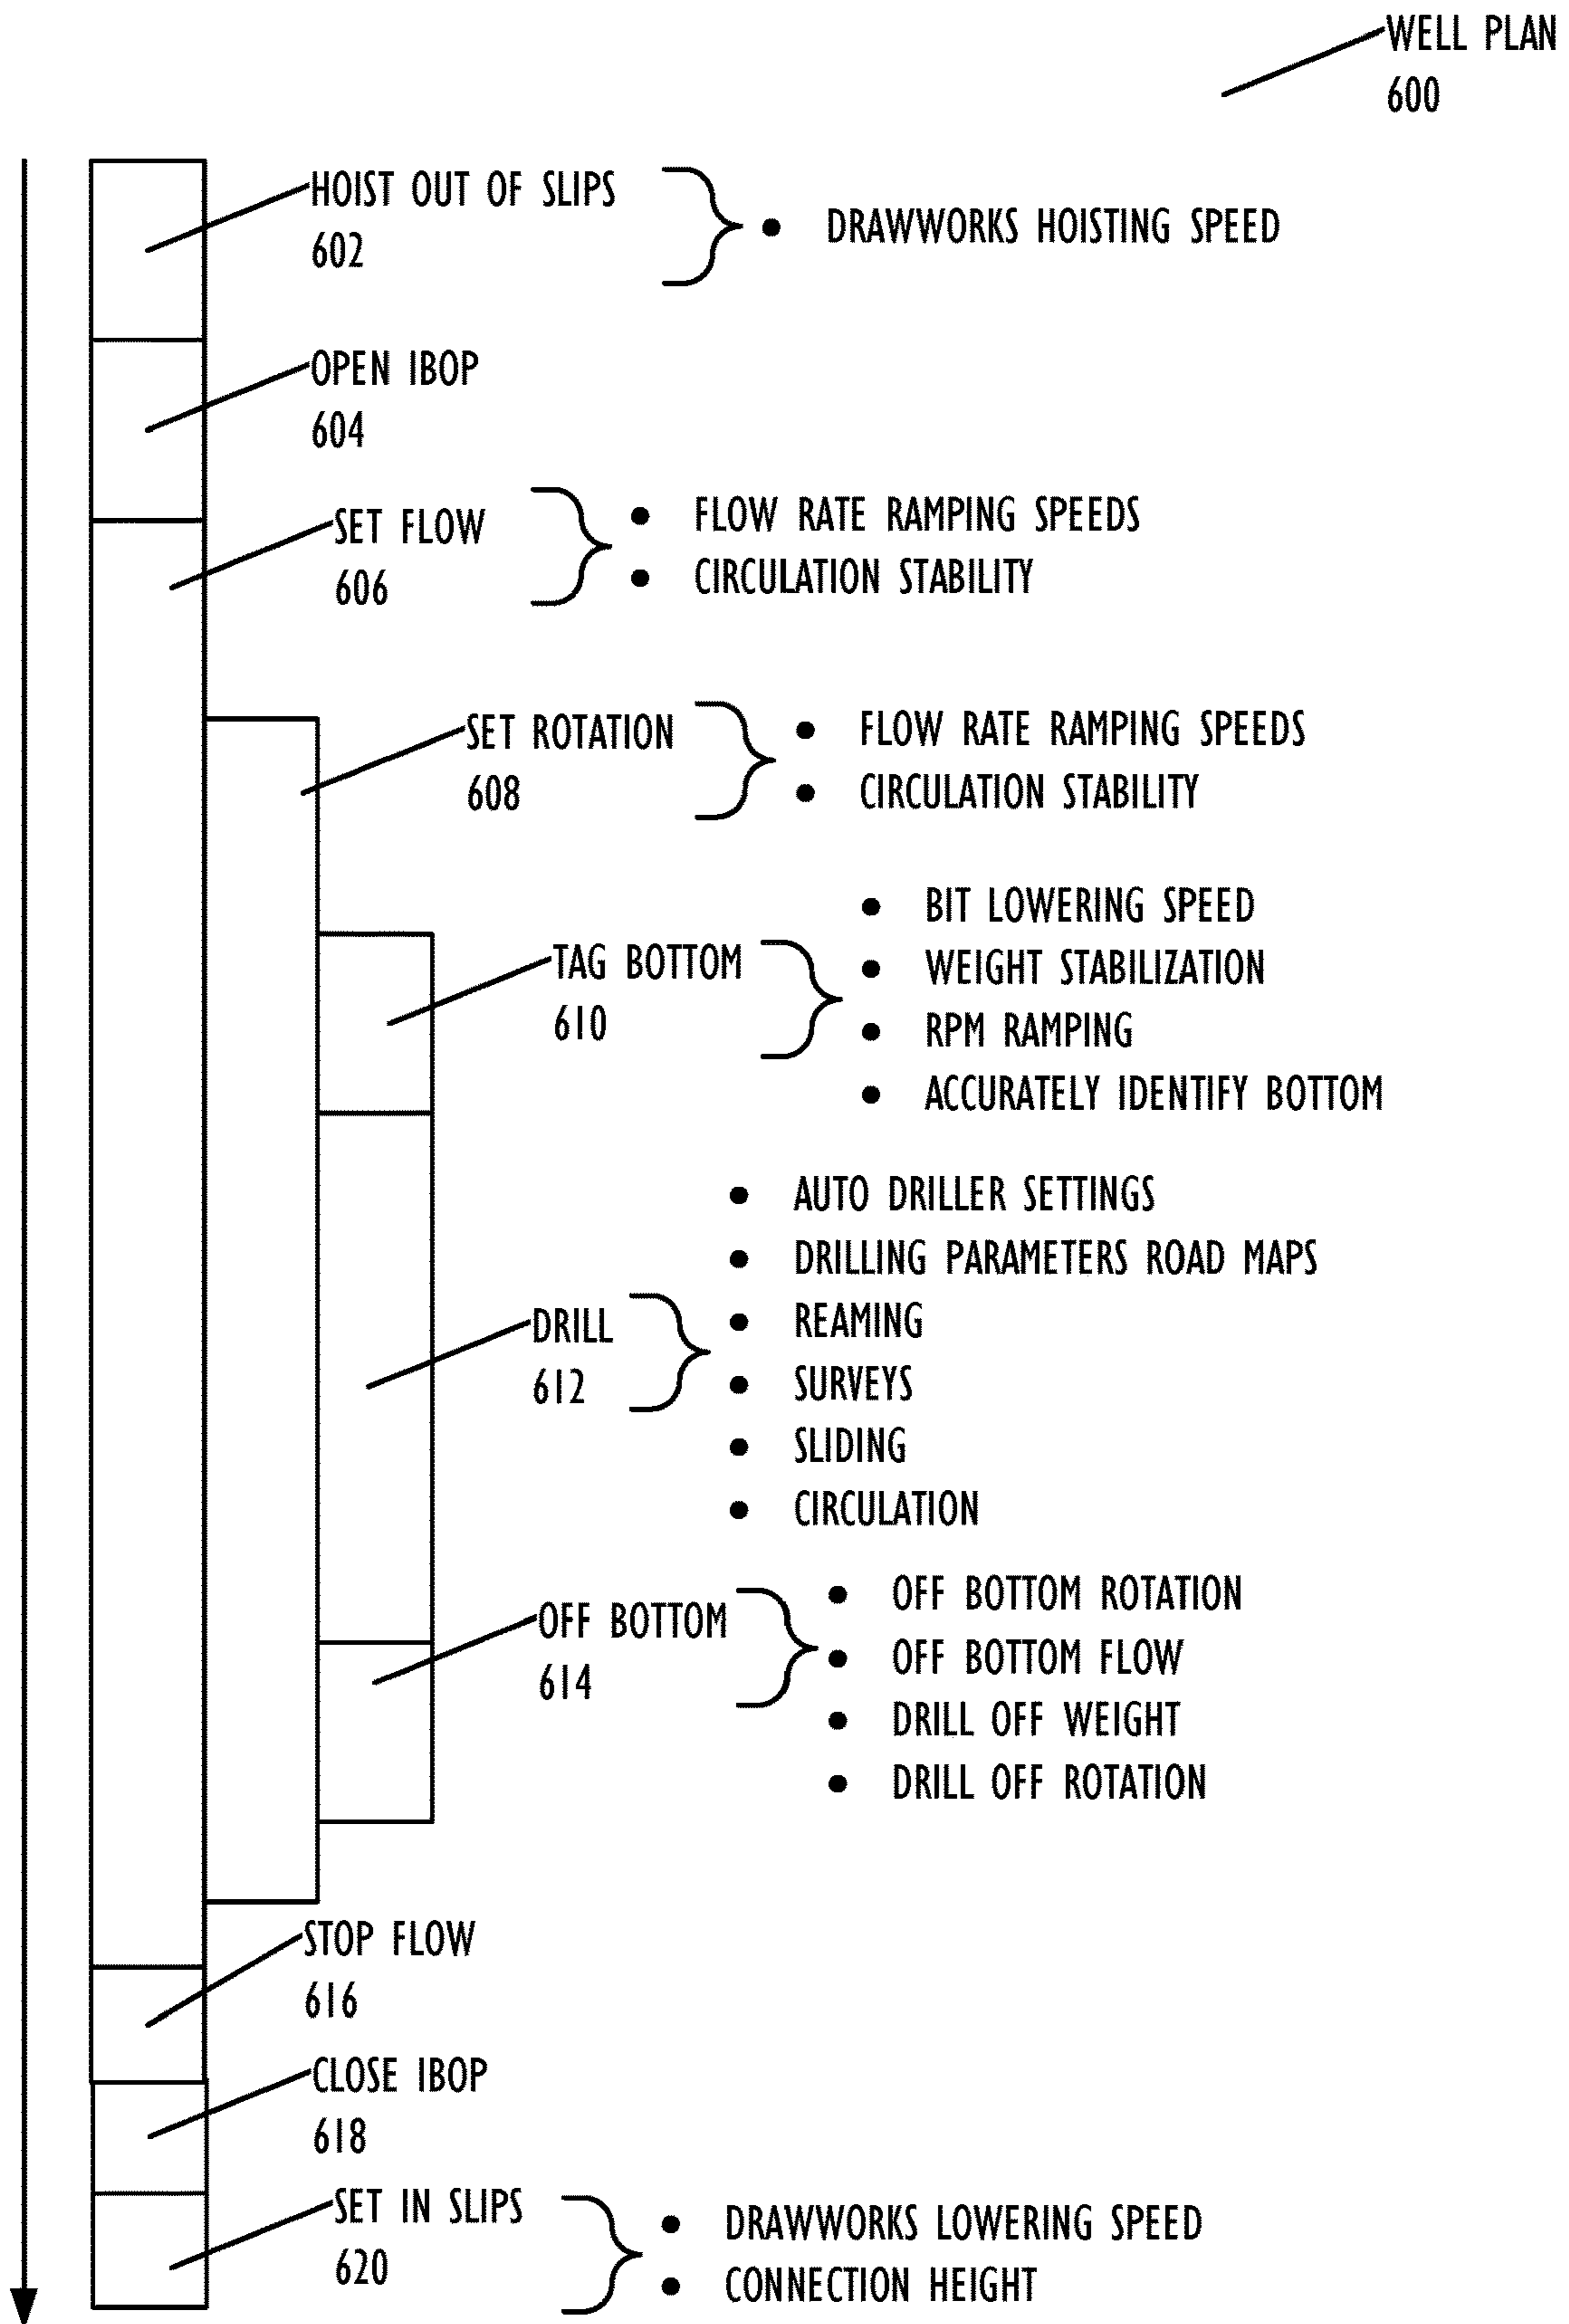 WELL PLAN
600
HOIST OUT OF SLIPS
602
• DRAWWORKS HOISTING SPEED
OPEN IBOP
604
SET FLOW
606
• FLOW RATE RAMPING SPEEDS
• CIRCULATION STABILITY
SET ROTATION
608
• FLOW RATE RAMPING SPEEDS
• CIRCULATION STABILITY
TAG BOTTOM
610
• BIT LOWERING SPEED
• WEIGHT STABILIZATION
• RPM RAMPING
• ACCURATELY IDENTIFY BOTTOM
DRILL
612
• AUTO DRILLER SETTINGS
• DRILLING PARAMETERS ROAD MAPS
• REAMING
• SURVEYS
• SLIDING
• CIRCULATION
OFF BOTTOM
614
• OFF BOTTOM ROTATION
• OFF BOTTOM FLOW
• DRILL OFF WEIGHT
• DRILL OFF ROTATION
STOP FLOW
616
CLOSE IBOP
618
SET IN SLIPS
620
• DRAWWORKS LOWERING SPEED
• CONNECTION HEIGHT